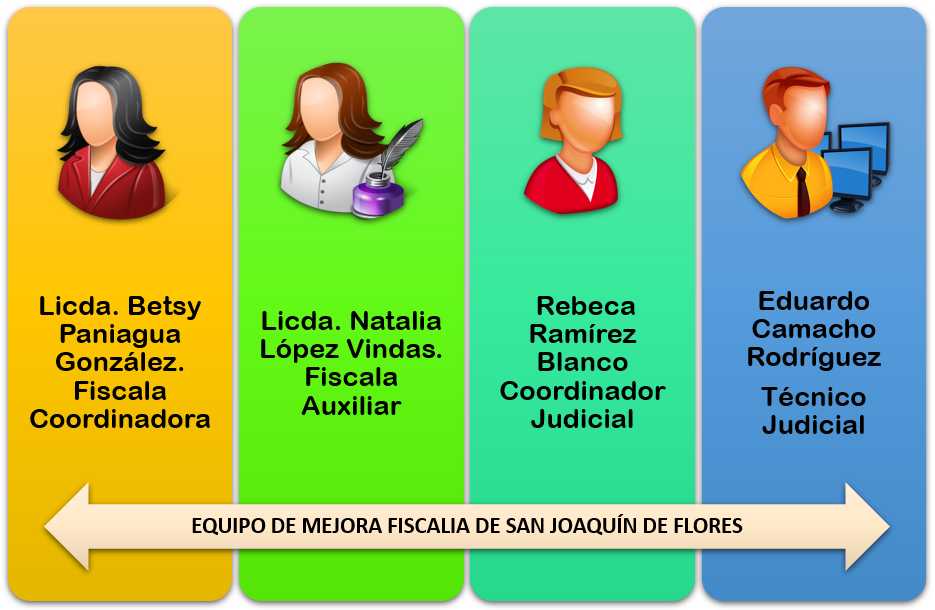 Licda. Betsy
Paniagua
González.
Fiscala
Coordinadora
Licda. Natalia
López Vindas.
Fiscala
Auxiliar
Rebeca
Ramírez
Blanco
Coordinador
Judicial
Eduardo
Camacho
Rodríguez
Técnico
Judicial
EQUIPO DE MEJORA FISCALIA DE SAN JOAQUÍN DE FLORES